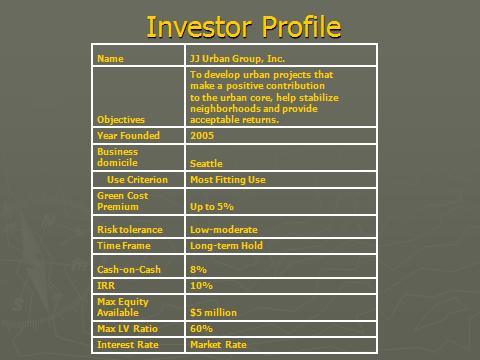 Investor Profile
Name JJ Urban Group, Inc.
To develop urban projects that
make a positive contribution
to the urban core, help stabilize
neighborhoods and provide
Objectives acceptable returns.
Year Founded 2005
Business
domicile Seattle
Use Criterion Most Fitting Use
Green Cost
Premium Up to 5%
Risk tolerance Low-moderate
Time Frame Long-term Hold
Cash-on-Cash 8%
IRR 10%
Max Equity
Available $5 million
Max LV Ratio 60%
Interest Rate Market Rate